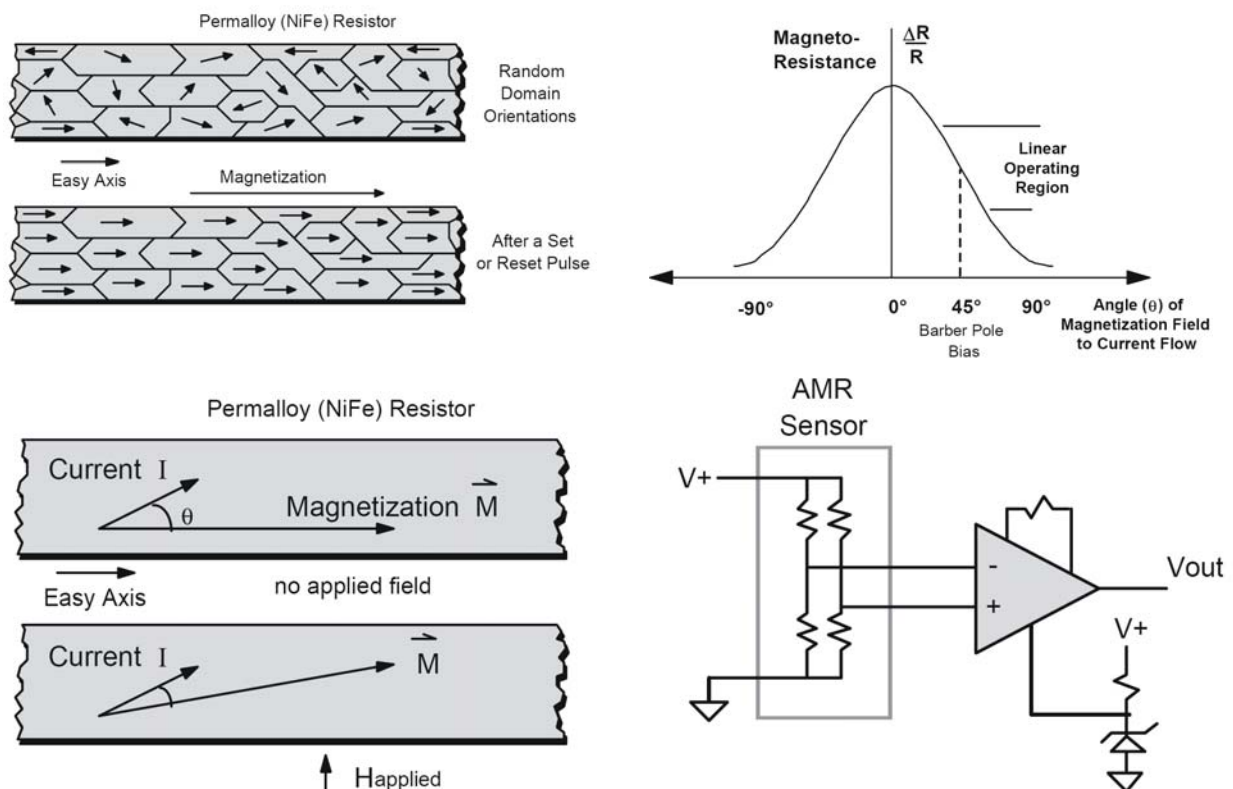 Permalloy (NiFe) Resistor
Random
Domain
Orientations
Easy Axis
Magnetization
After a Set
or Reset Pulse
Magneto-
Resistance
ΔR
R
Linear
Operating
Region
-90°
0°
45°
90°
Barber Pole
Bias
Angle (θ) of
Magnetization Field
to Current Flow
Permalloy (NiFe) Resistor
Current I
θ
Magnetization M
Easy Axis
no applied field
Current I
M
Happlied
AMR
Sensor
V+
-
+
Vout
V+